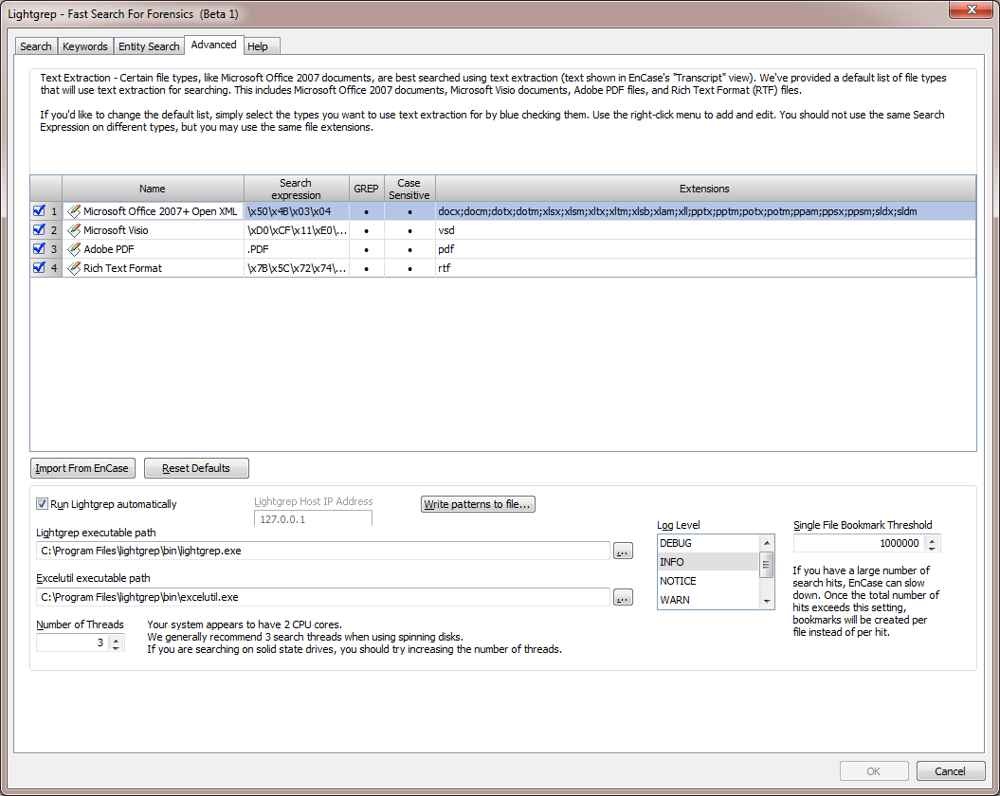 Lightgrep - Fast Search For Forensics (Beta 1)
Search Keywords Entity Search Advanced Help
Text Extraction - Certain file types, like Microsoft Office 2007 documents, are best searched using text extraction (text shown in EnCase's "Transcript" view). We've provided a default list of file types
that will use text extraction for searching. This includes Microsoft Office 2007 documents, Microsoft Visio documents, Adobe PDF files, and Rich Text Format (RTF) files.
If you'd like to change the default list, simply select the types you want to use text extraction for by blue checking them. Use the right-click menu to add and edit. You should not use the same Search
Expression on different types, but you may use the same file extensions.
Name Search expression GREP Case Sensitive Extensions
1 Microsoft Office 2007+ Open XML \x50\x4B\x03\x04 • • docx;docm;dotx;dotm;xlsx;xlsm;xltx;xltm;xlsb;xlam;xll;pptx;pptm;potx;potm;ppam;ppsx;ppsm;sldx;sldm
2 Microsoft Visio \xD0\xCF\x11\xE0\... • • vsd
3 Adobe PDF .PDF • • pdf
4 Rich Text Format \x7B\x5C\x72\x74\... • • rtf
Import From EnCase Reset Defaults
Run Lightgrep automatically
Lightgrep Host IP Address
127.0.0.1
Write patterns to file...
Lightgrep executable path
C:\Program Files\lightgrep\bin\lightgrep.exe ...
Excelutil executable path
C:\Program Files\lightgrep\bin\excelutil.exe ...
Number of Threads
3
Your system appears to have 2 CPU cores.
We generally recommend 3 search threads when using spinning disks.
If you are searching on solid state drives, you should try increasing the number of threads.
Log Level
DEBUG
INFO
NOTICE
WARN
Single File Bookmark Threshold
1000000
If you have a large number of
search hits, EnCase can slow
down. Once the total number of
hits exceeds this setting,
bookmarks will be created per
file instead of per hit.
OK Cancel